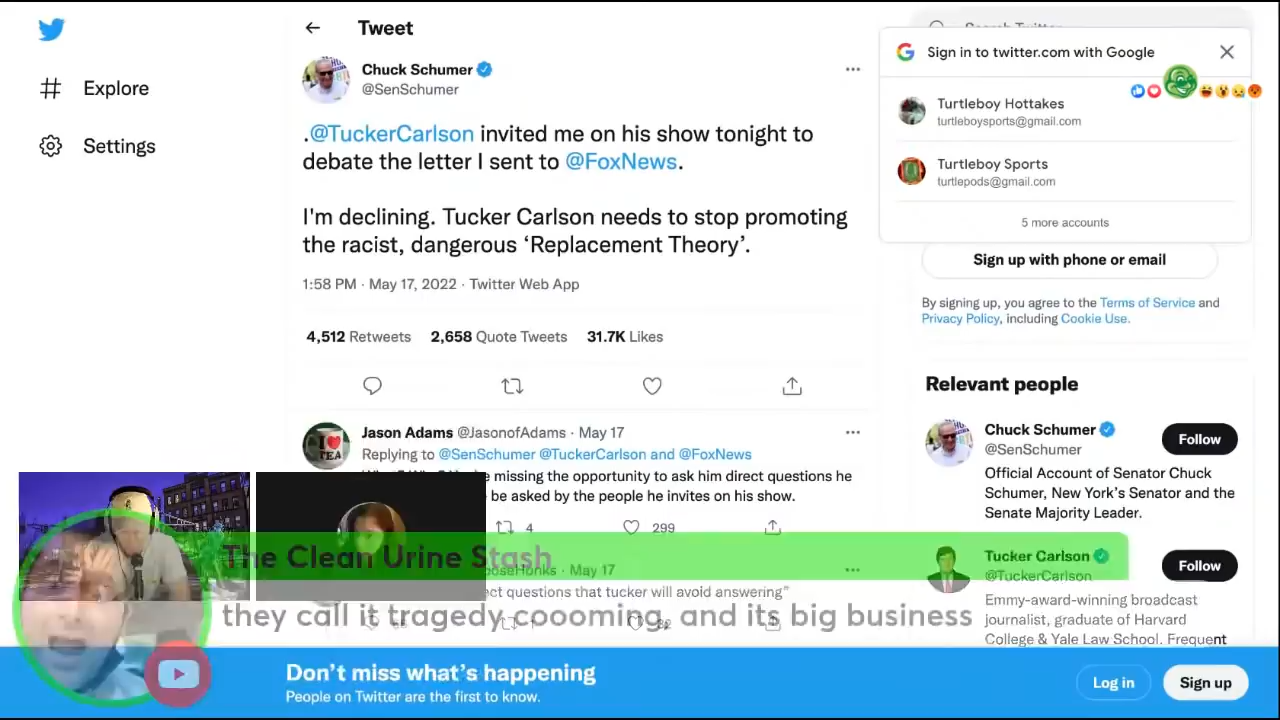 Tweet
Explore
Settings
Chuck Schumer
@SenSchumer
.@TuckerCarlson invited me on his show tonight to
debate the letter I sent to @FoxNews.
I'm declining. Tucker Carlson needs to stop promoting
the racist, dangerous ‘Replacement Theory’.
1:58 PM · May 17, 2022 · Twitter Web App
4,512 Retweets 2,658 Quote Tweets 31.7K Likes
Jason Adams @JasonofAdams · May 17
Replying to @SenSchumer @TuckerCarlson and @FoxNews
missing the opportunity to ask him direct questions he
be asked by the people he invites on his show.
4 299
May 17
questions that tucker will avoid answering”
Search Twitter
Sign in to twitter.com with Google
Turtleboy Hottakes
turtleboysports@gmail.com
Turtleboy Sports
turtlepods@gmail.com
5 more accounts
Sign up with phone or email
By signing up, you agree to the Terms of Service and
Privacy Policy, including Cookie Use.
Relevant people
Chuck Schumer
@SenSchumer
Follow
Official Account of Senator Chuck
Schumer, New York's Senator and the
Senate Majority Leader.
Tucker Carlson
@TuckerCarlson
Follow
Emmy-award-winning broadcast
journalist, graduate of Harvard
College & Yale Law School. Frequent
The Clean Urine Stash
they call it tragedy coooming, and its big business
Don’t miss what’s happening
People on Twitter are the first to know.
Log in
Sign up